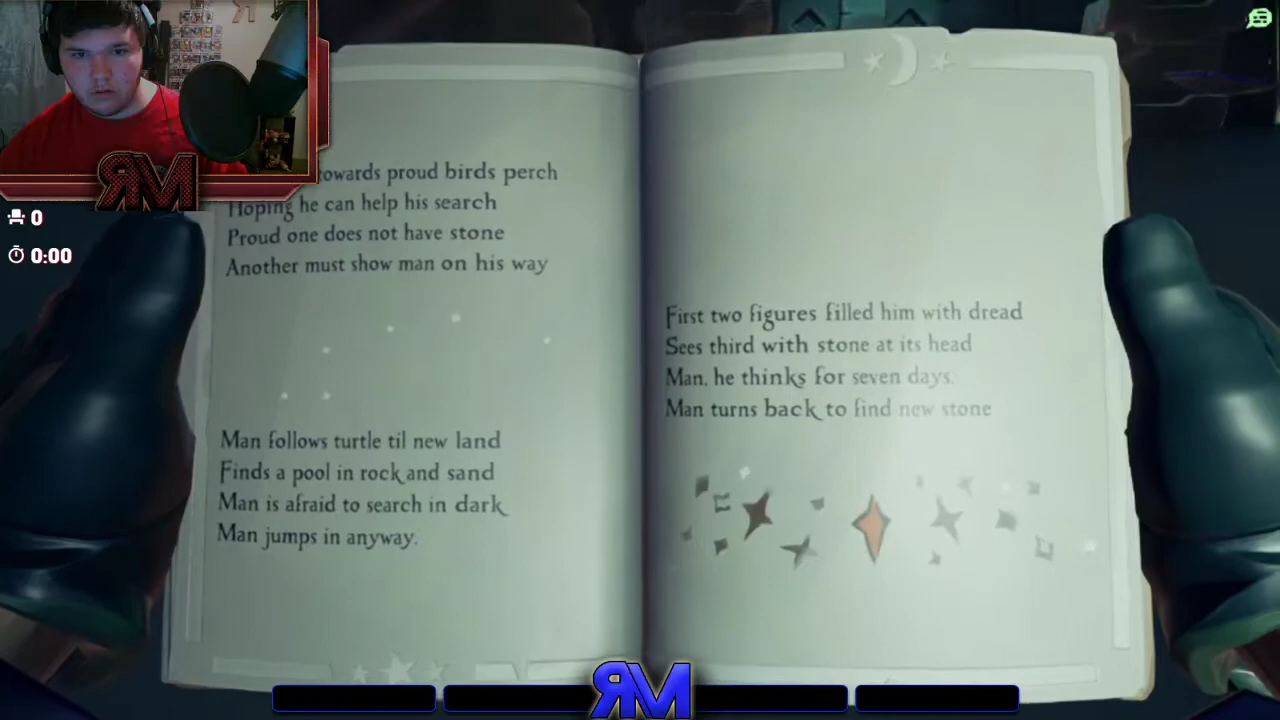 RM
0
0:00
towards proud birds perch
Hoping he can help his search
Proud one does not have stone
Another must show man on his way
Man follows turtle til new land
Finds a pool in rock and sand
Man is afraid to search in dark
Man jumps in anyway.
First two figures filled him with dread
Sees third with stone at its head
Man, he thinks for seven days.
Man turns back to find new stone
RM